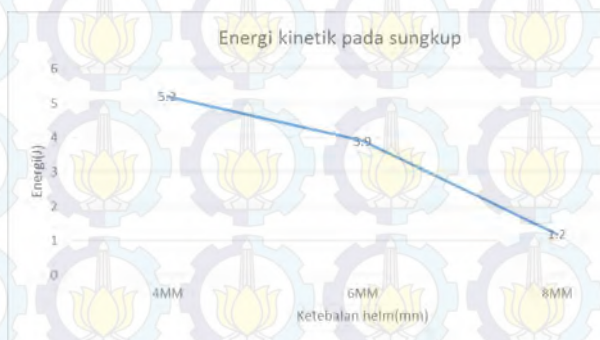 Energi kinetik pada sungkup
6
5
4
3
2
1
0
Energi(J)
5.2
3.9
1.2
4MM 6MM 8MM
Ketebalan helm(mm)